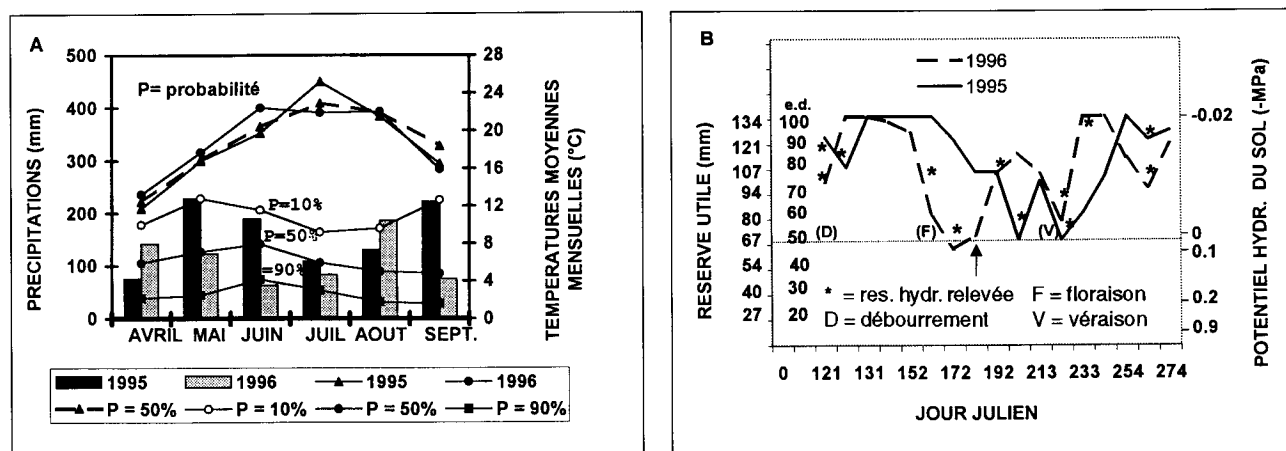 A
500
400
300
200
100
0
PRECIPITATIONS (mm)
P= probabilité
P=10%
P=50%
=90%
28
24
20
16
12
8
4
0
TEMPERATURES MOYENNES
MENSUELLES (°C)
AVRIL MAI JUIN JUIL AOUT SEPT.
1995 1996 1995 1996
P = 50% P = 10% P = 50% P = 90%
B
1996
1995
RESERVE UTILE (mm)
e.d.
134 100
121 90
107 80
94 70
80 60
67 50
54 40
40 30
27 20
(D) (F) (V)
* = res. hydr. relevée F = floraison
D = débourrement V = véraison
-0.02
0
0.1
0.2
0.9
POTENTIEL HYDR. DU SOL (-MPa)
0 121 131 152 172 192 213 233 254 274
JOUR JULIEN